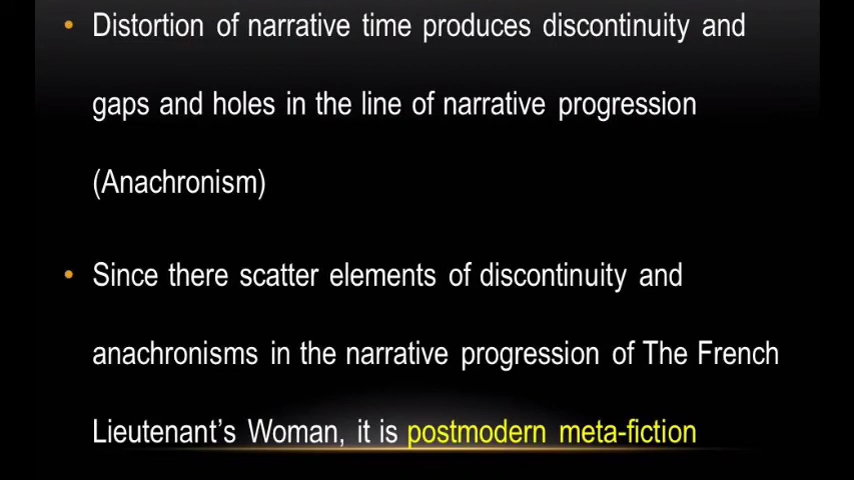 • Distortion of narrative time produces discontinuity and
gaps and holes in the line of narrative progression
(Anachronism)
• Since there scatter elements of discontinuity and
anachronisms in the narrative progression of The French
Lieutenant's Woman, it is postmodern meta-fiction